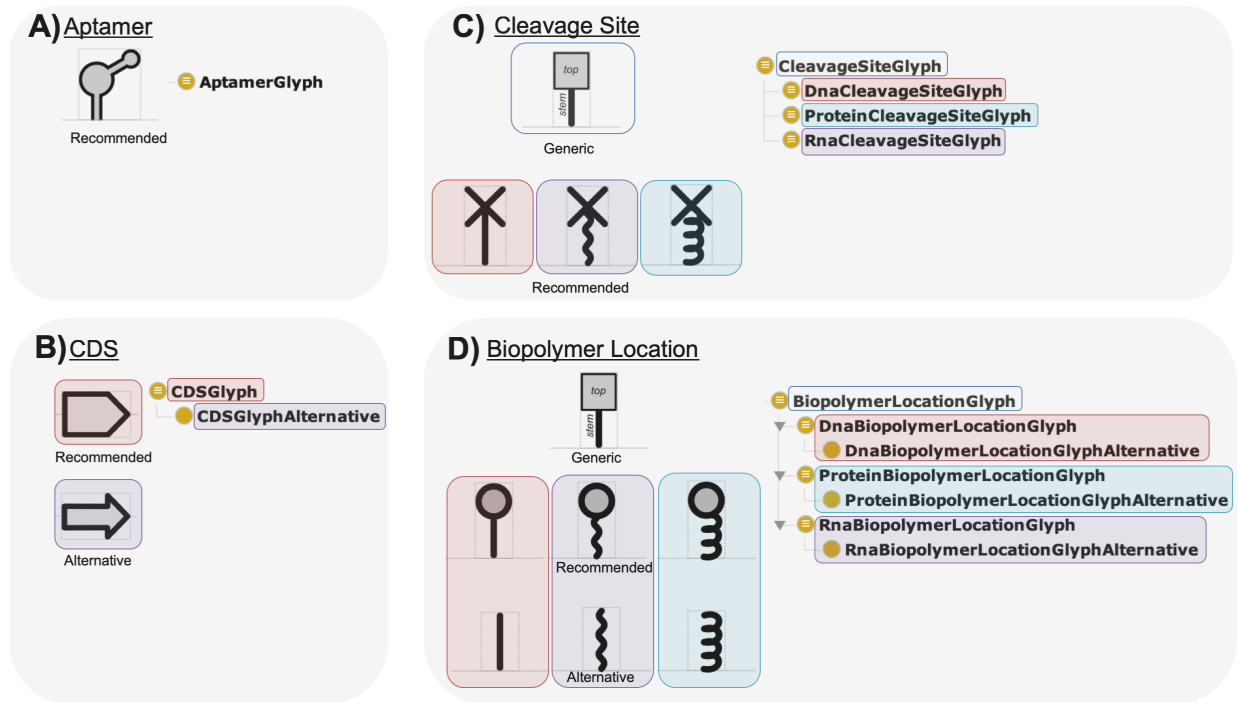 A) Aptamer
AptamerGlyph
Recommended
B) CDS
CDSGlyph
CDSGlyphAlternative
Recommended
Alternative
C) Cleavage Site
top
stem
Generic
CleavageSiteGlyph
DnaCleavageSiteGlyph
ProteinCleavageSiteGlyph
RnaCleavageSiteGlyph
Recommended
D) Biopolymer Location
top
stem
Generic
BiopolymerLocationGlyph
DnaBiopolymerLocationGlyph
DnaBiopolymerLocationGlyphAlternative
ProteinBiopolymerLocationGlyph
ProteinBiopolymerLocationGlyphAlternative
RnaBiopolymerLocationGlyph
RnaBiopolymerLocationGlyphAlternative
Recommended
Alternative